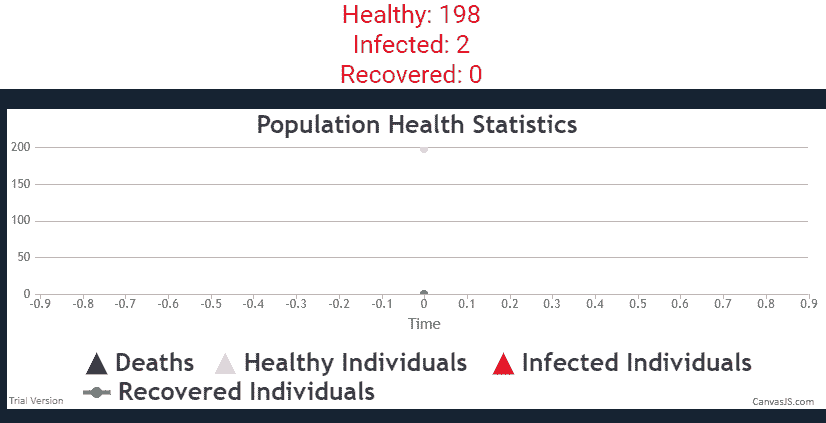 Healthy: 198
Infected: 2
Recovered: 0
Population Health Statistics
200
150
100
50
0
-0.9 -0.8 -0.7 -0.6 -0.5 -0.4 -0.3 -0.2 -0.1 0 0.1 0.2 0.3 0.4 0.5 0.6 0.7 0.8 0.9
Time
Deaths Healthy Individuals Infected Individuals
Recovered Individuals
Trial Version CanvasJS.com